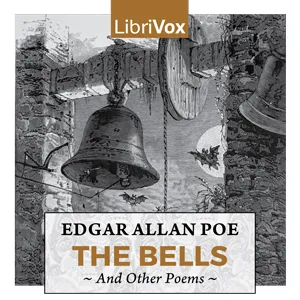 LibriVox
EDGAR ALLAN POE
THE BELLS
~ And Other Poems ~